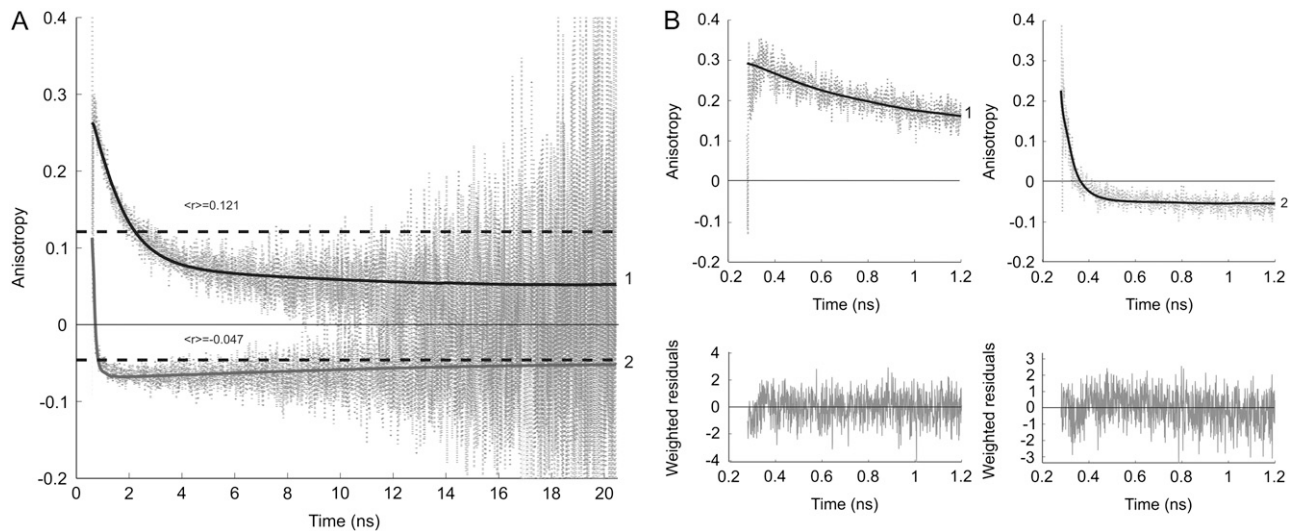 A
Anisotropy
0.4
0.3
0.2
0.1
0
-0.1
-0.2
<r>=0.121
<r>=-0.047
1
2
0 2 4 6 8 10 12 14 16 18 20
Time (ns)
B
Anisotropy
0.4
0.3
0.2
0.1
0
-0.1
-0.2
1
0.2 0.4 0.6 0.8 1.0 1.2
Time (ns)
Anisotropy
0.4
0.3
0.2
0.1
0
-0.1
-0.2
2
0.2 0.4 0.6 0.8 1.0 1.2
Time (ns)
Weighted residuals
4
2
0
-2
-4
0.2 0.4 0.6 0.8 1.0 1.2
Time (ns)
Weighted residuals
3
2
1
0
-1
-2
-3
0.2 0.4 0.6 0.8 1.0 1.2
Time (ns)